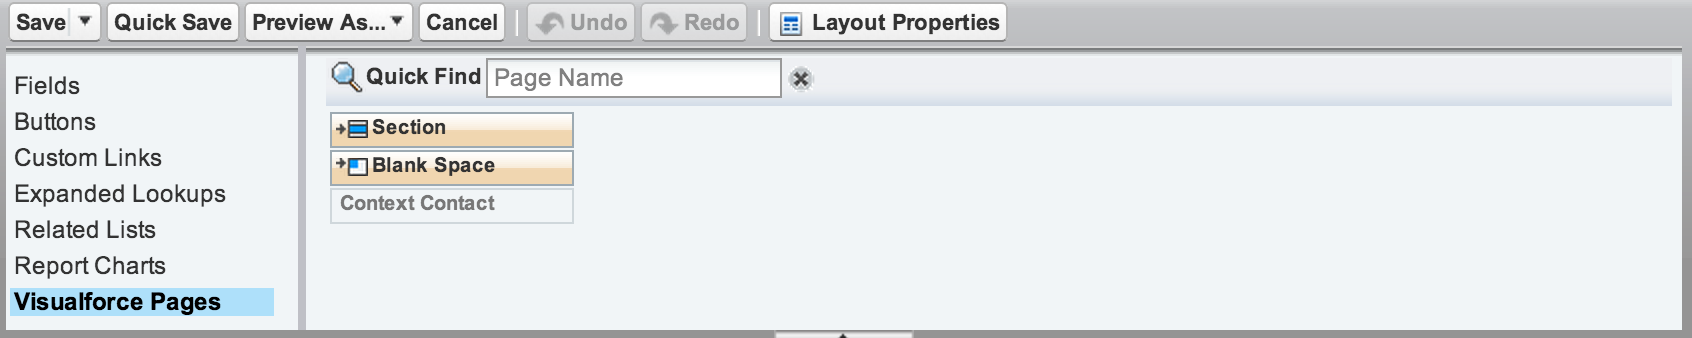 Save Quick Save Preview As... Cancel Undo Redo Layout Properties
Fields
Buttons
Custom Links
Expanded Lookups
Related Lists
Report Charts
Visualforce Pages
Quick Find Page Name
Section
Blank Space
Context Contact